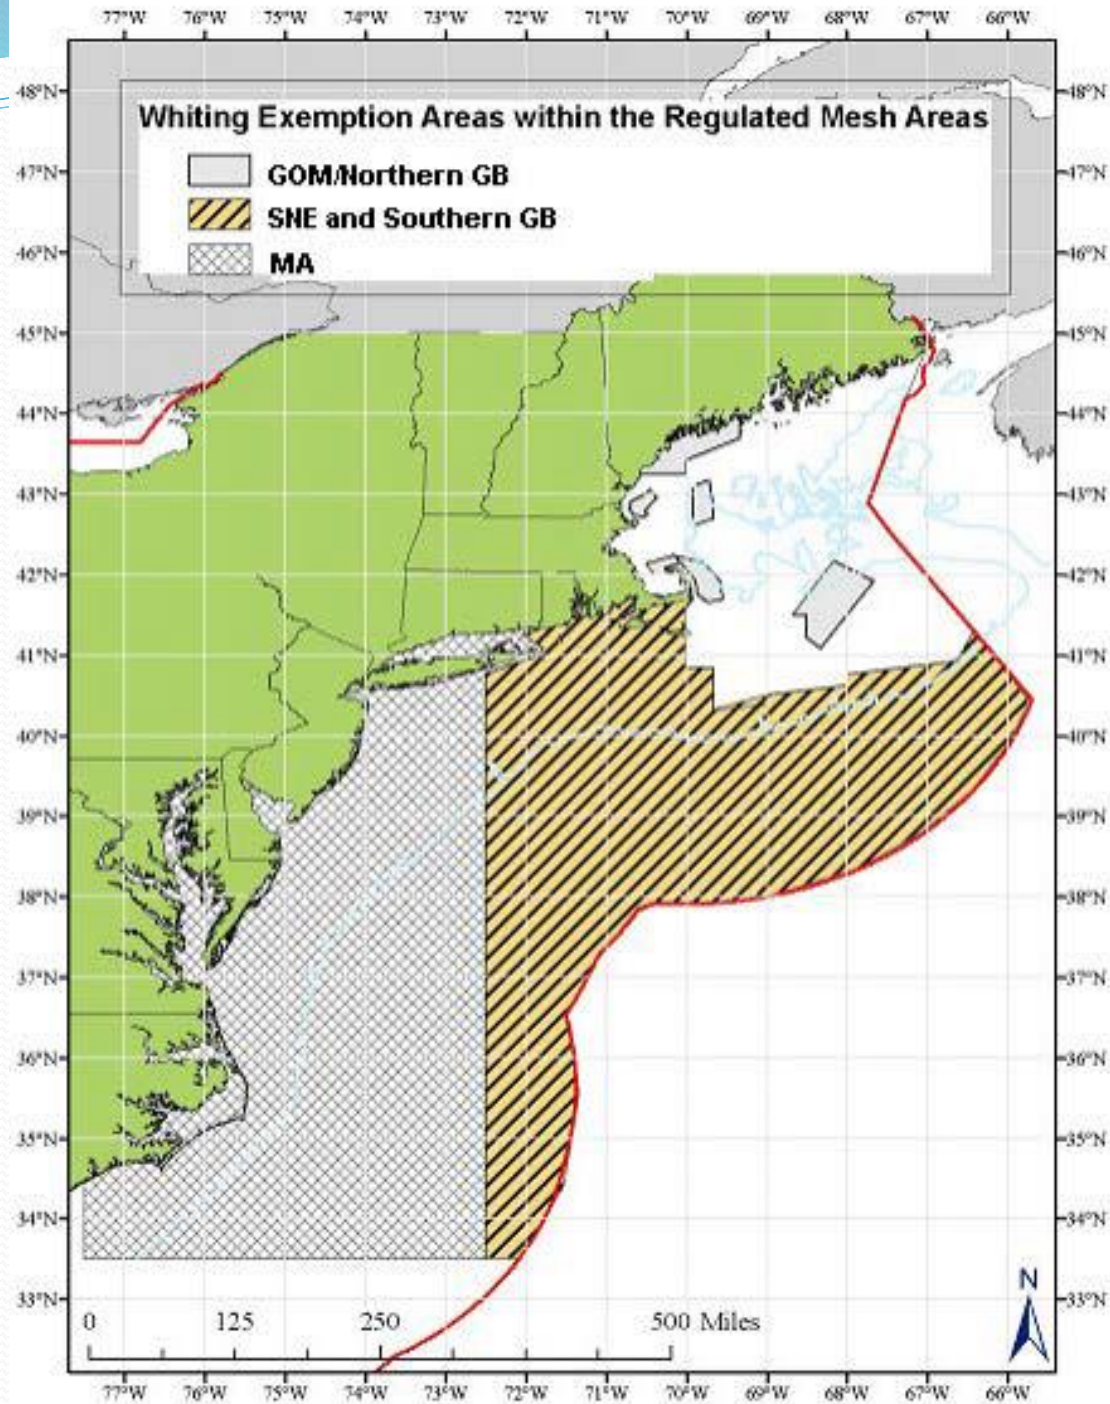 77°W 76°W 75°W 74°W 73°W 72°W 71°W 70°W 69°W 68°W 67°W 66°W
48°N 48°N
Whiting Exemption Areas within the Regulated Mesh Areas
47°N 47°N
GOM/Northern GB
SNE and Southern GB
46°N 46°N
MA
45°N 45°N
44°N 44°N
43°N 43°N
42°N 42°N
41°N 41°N
40°N 40°N
39°N 39°N
38°N 38°N
37°N 37°N
36°N 36°N
35°N 35°N
34°N 34°N
N
33°N 33°N
0 125 250 500 Miles
77°W 76°W 75°W 74°W 73°W 72°W 71°W 70°W 69°W 68°W 67°W 66°W